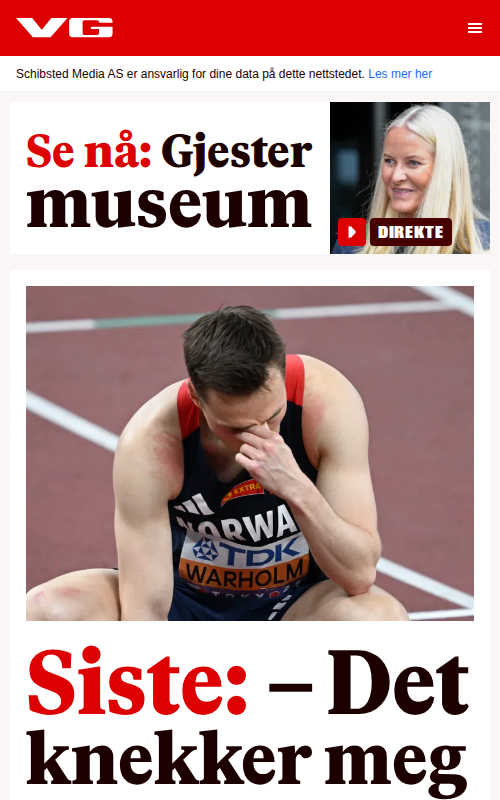 VG
Schibsted Media AS er ansvarlig for dine data på dette nettstedet. Les mer her
Se nå: Gjester
museum
DIREKTE
EXTRA
NORWA
TDK
WARHOLM
Siste: – Det
knekker meg